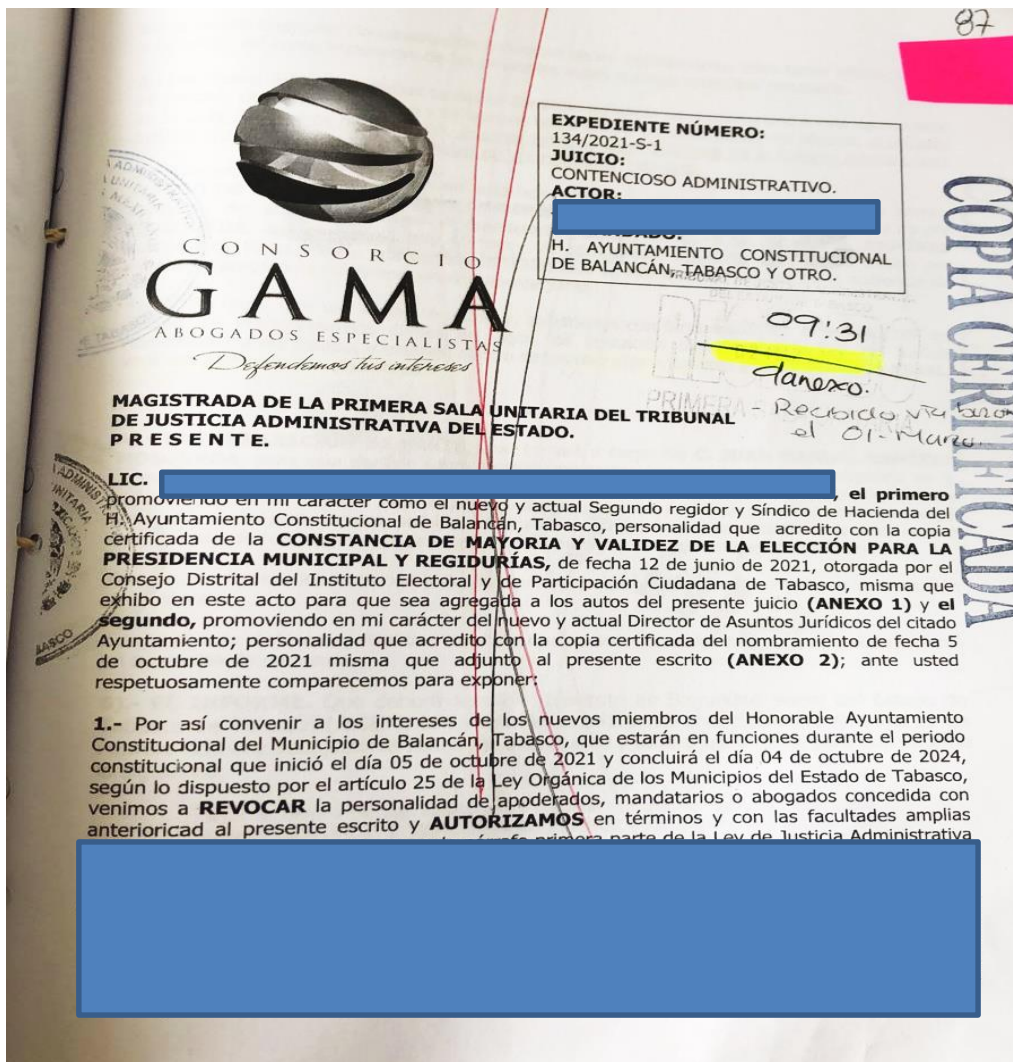 87
EXPEDIENTE NÚMERO:
134/2021-S-1
JUICIO:
CONTENCIOSO ADMINISTRATIVO.
ACTOR:
H. AYUNTAMIENTO CONSTITUCIONAL
DE BALANCÁN, TABASCO Y OTRO.
COPIA CERTIFICADA
CONSORCIO
GAMA
ABOGADOS ESPECIALISTAS
Defendemos tus intereses
09:31
1 anexo.
- Recibido
el 01-Marzo.
MAGISTRADA DE LA PRIMERA SALA UNITARIA DEL TRIBUNAL
DE JUSTICIA ADMINISTRATIVA DEL ESTADO.
P R E S E N T E.
LIC. , el primero
promoviendo en mi carácter como el nuevo y actual Segundo regidor y Síndico de Hacienda del
H. Ayuntamiento Constitucional de Balancán, Tabasco, personalidad que acredito con la copia
certificada de la CONSTANCIA DE MAYORIA Y VALIDEZ DE LA ELECCIÓN PARA LA
PRESIDENCIA MUNICIPAL Y REGIDURÍAS, de fecha 12 de junio de 2021, otorgada por el
Consejo Distrital del Instituto Electoral y de Participación Ciudadana de Tabasco, misma que
exhibo en este acto para que sea agregada a los autos del presente juicio (ANEXO 1) y el
segundo, promoviendo en mi carácter del nuevo y actual Director de Asuntos Jurídicos del citado
Ayuntamiento; personalidad que acredito con la copia certificada del nombramiento de fecha 5
de octubre de 2021 misma que adjunto al presente escrito (ANEXO 2); ante usted
respetuosamente comparecemos para exponer:
1.- Por así convenir a los intereses de los nuevos miembros del Honorable Ayuntamiento
Constitucional del Municipio de Balancán, Tabasco, que estarán en funciones durante el periodo
constitucional que inició el día 05 de octubre de 2021 y concluirá el día 04 de octubre de 2024,
según lo dispuesto por el artículo 25 de la Ley Orgánica de los Municipios del Estado de Tabasco,
venimos a REVOCAR la personalidad de apoderados, mandatarios o abogados concedida con
anterioricad al presente escrito y AUTORIZAMOS en términos y con las facultades amplias
primera parte de la Ley de Justicia Administrativa